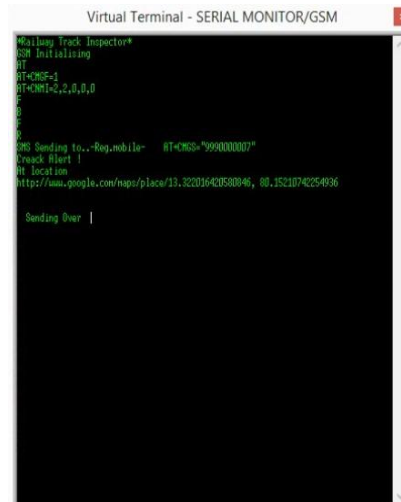 Virtual Terminal - SERIAL MONITOR/GSM
*Railway Track Inspector*
GSM Initialising
AT
AT+CMGF=1
AT+CNMI=2,2,0,0,0
F
B
F
R
SMS Sending to..-Reg.mobile-    AT+CMGS="9990000007"
Creack Alert !
At location
http://www.google.com/maps/place/13.322016420580846, 80.15210742254936
Sending Over